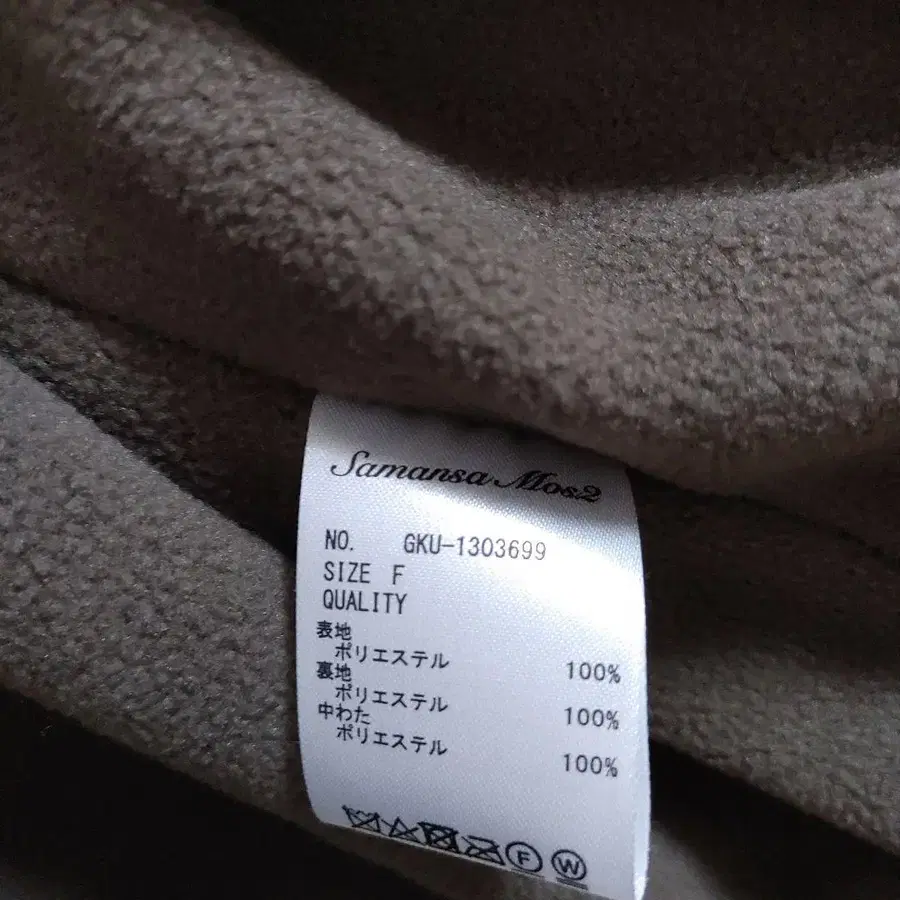 Samansa Mos2
NO. GKU-1303699
SIZE F
QUALITY
表地
ポリエステル 100%
裏地
ポリエステル 100%
中わた
ポリエステル 100%
F W